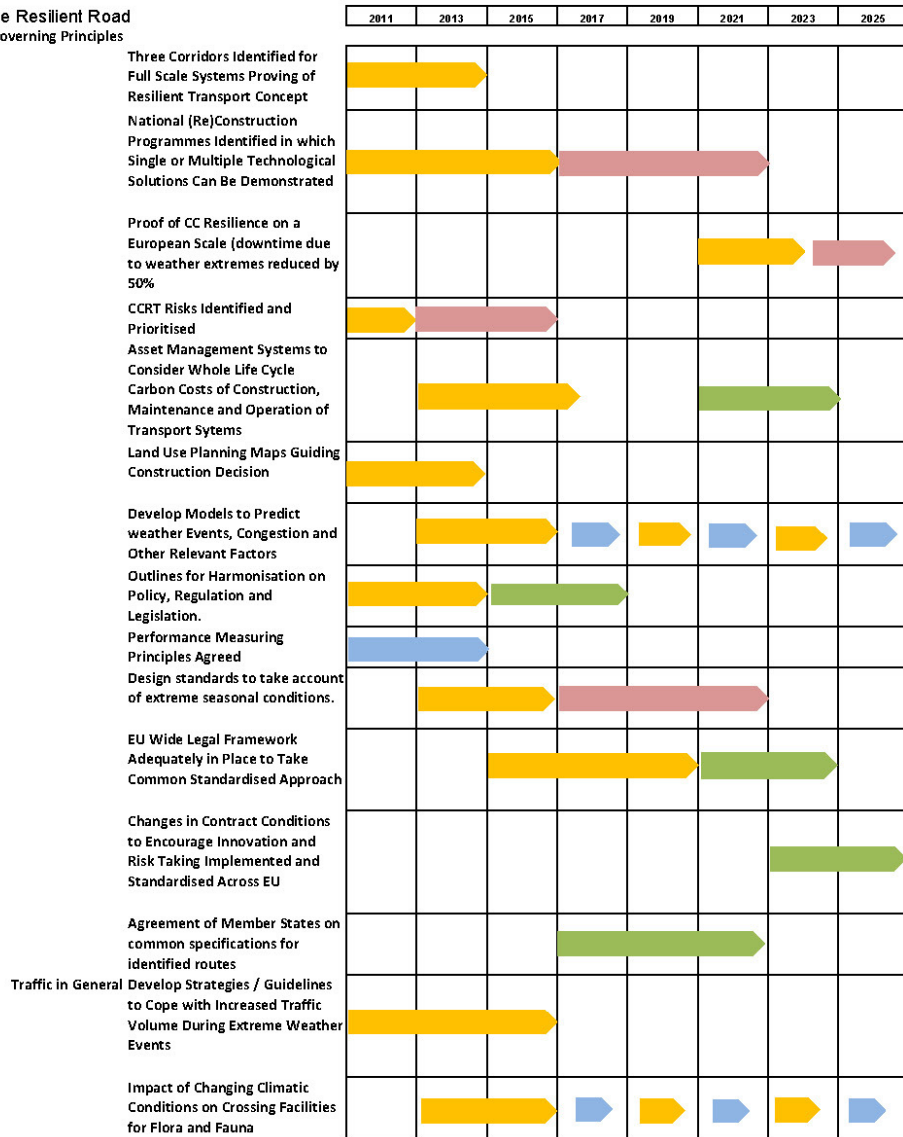 e Resilient Road
overning Principles
2011 2013 2015 2017 2019 2021 2023 2025
Three Corridors Identified for
Full Scale Systems Proving of
Resilient Transport Concept
National (Re)Construction
Programmes Identified in which
Single or Multiple Technological
Solutions Can Be Demonstrated
Proof of CC Resilience on a
European Scale (downtime due
to weather extremes reduced by
50%
CCRT Risks Identified and
Prioritised
Asset Management Systems to
Consider Whole Life Cycle
Carbon Costs of Construction,
Maintenance and Operation of
Transport Sytems
Land Use Planning Maps Guiding
Construction Decision
Develop Models to Predict
weather Events, Congestion and
Other Relevant Factors
Outlines for Harmonisation on
Policy, Regulation and
Legislation.
Performance Measuring
Principles Agreed
Design standards to take account
of extreme seasonal conditions.
EU Wide Legal Framework
Adequately in Place to Take
Common Standardised Approach
Changes in Contract Conditions
to Encourage Innovation and
Risk Taking Implemented and
Standardised Across EU
Agreement of Member States on
common specifications for
identified routes
Traffic in General Develop Strategies / Guidelines
to Cope with Increased Traffic
Volume During Extreme Weather
Events
Impact of Changing Climatic
Conditions on Crossing Facilities
for Flora and Fauna